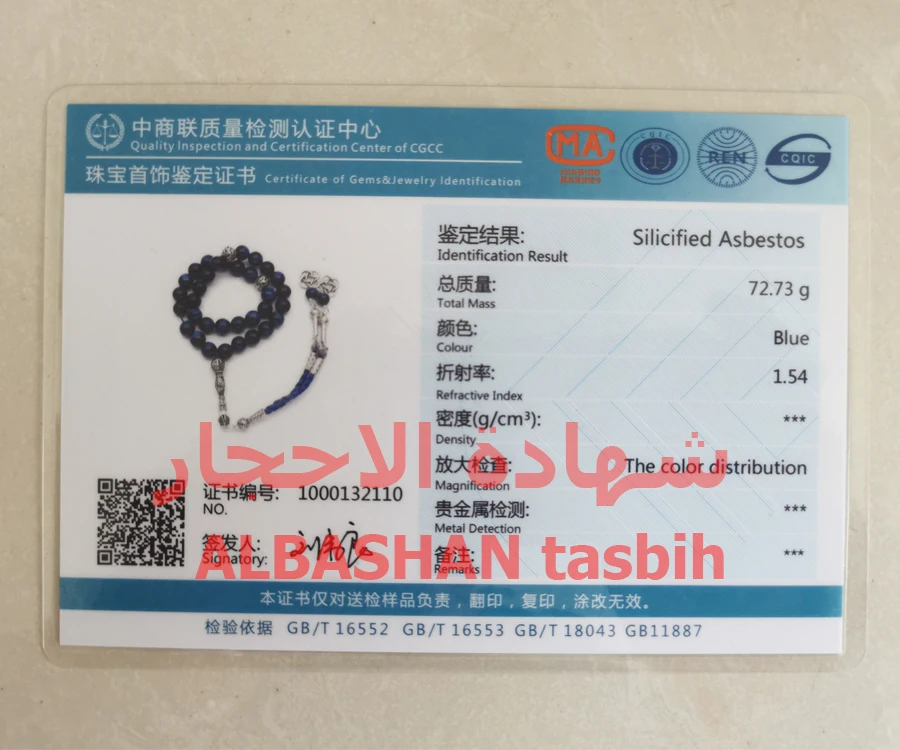 中商联质量检测认证中心
Quality Inspection and Certification Center of CGCC
珠宝首饰鉴定证书 Certificate of Gems&Jewelry Identification
MA
CQIC
REN
CQIC
鉴定结果: Silicified Asbestos
Identification Result
总质量: 72.73 g
Total Mass
颜色: Blue
Colour
折射率: 1.54
Refractive Index
密度(g/cm³): ***
Density
放大检查: The color distribution
Magnification
贵金属检测: ***
Metal Detection
备注: ***
Remarks
شهادة الاحجار
证书编号: 1000132110
NO.
签发人:
Signatory:
ALBASHAN tasbih
本证书仅对送检样品负责，翻印，复印，涂改无效。
检验依据 GB/T 16552 GB/T 16553 GB/T 18043 GB11887